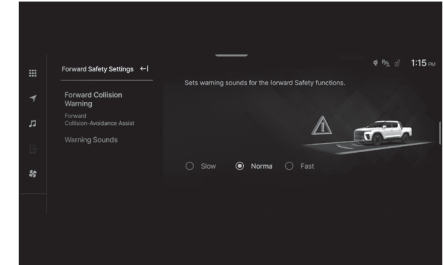 Forward Safety Settings
1:15 PM
Sets warning sounds for the forward Safety functions.
Forward Collision
Warning
Forward
Collision-Avoidance Assist
Warning Sounds
Slow
Norma
Fast